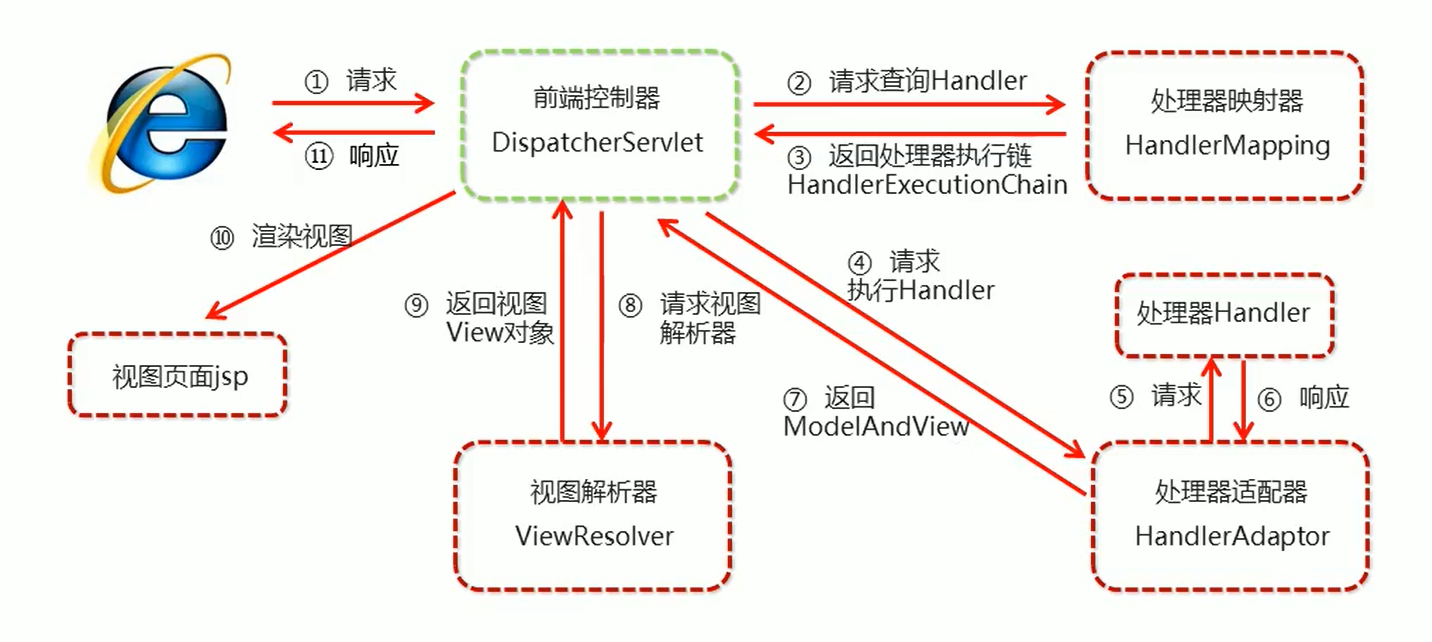 ① 请求
⑪ 响应
前端控制器
DispatcherServlet
② 请求查询Handler
③ 返回处理器执行链
HandlerExecutionChain
处理器映射器
HandlerMapping
⑩ 渲染视图
视图页面jsp
⑨ 返回视图
View对象
⑧ 请求视图
解析器
④ 请求
执行Handler
⑦ 返回
ModelAndView
处理器Handler
⑤ 请求
⑥ 响应
视图解析器
ViewResolver
处理器适配器
HandlerAdaptor